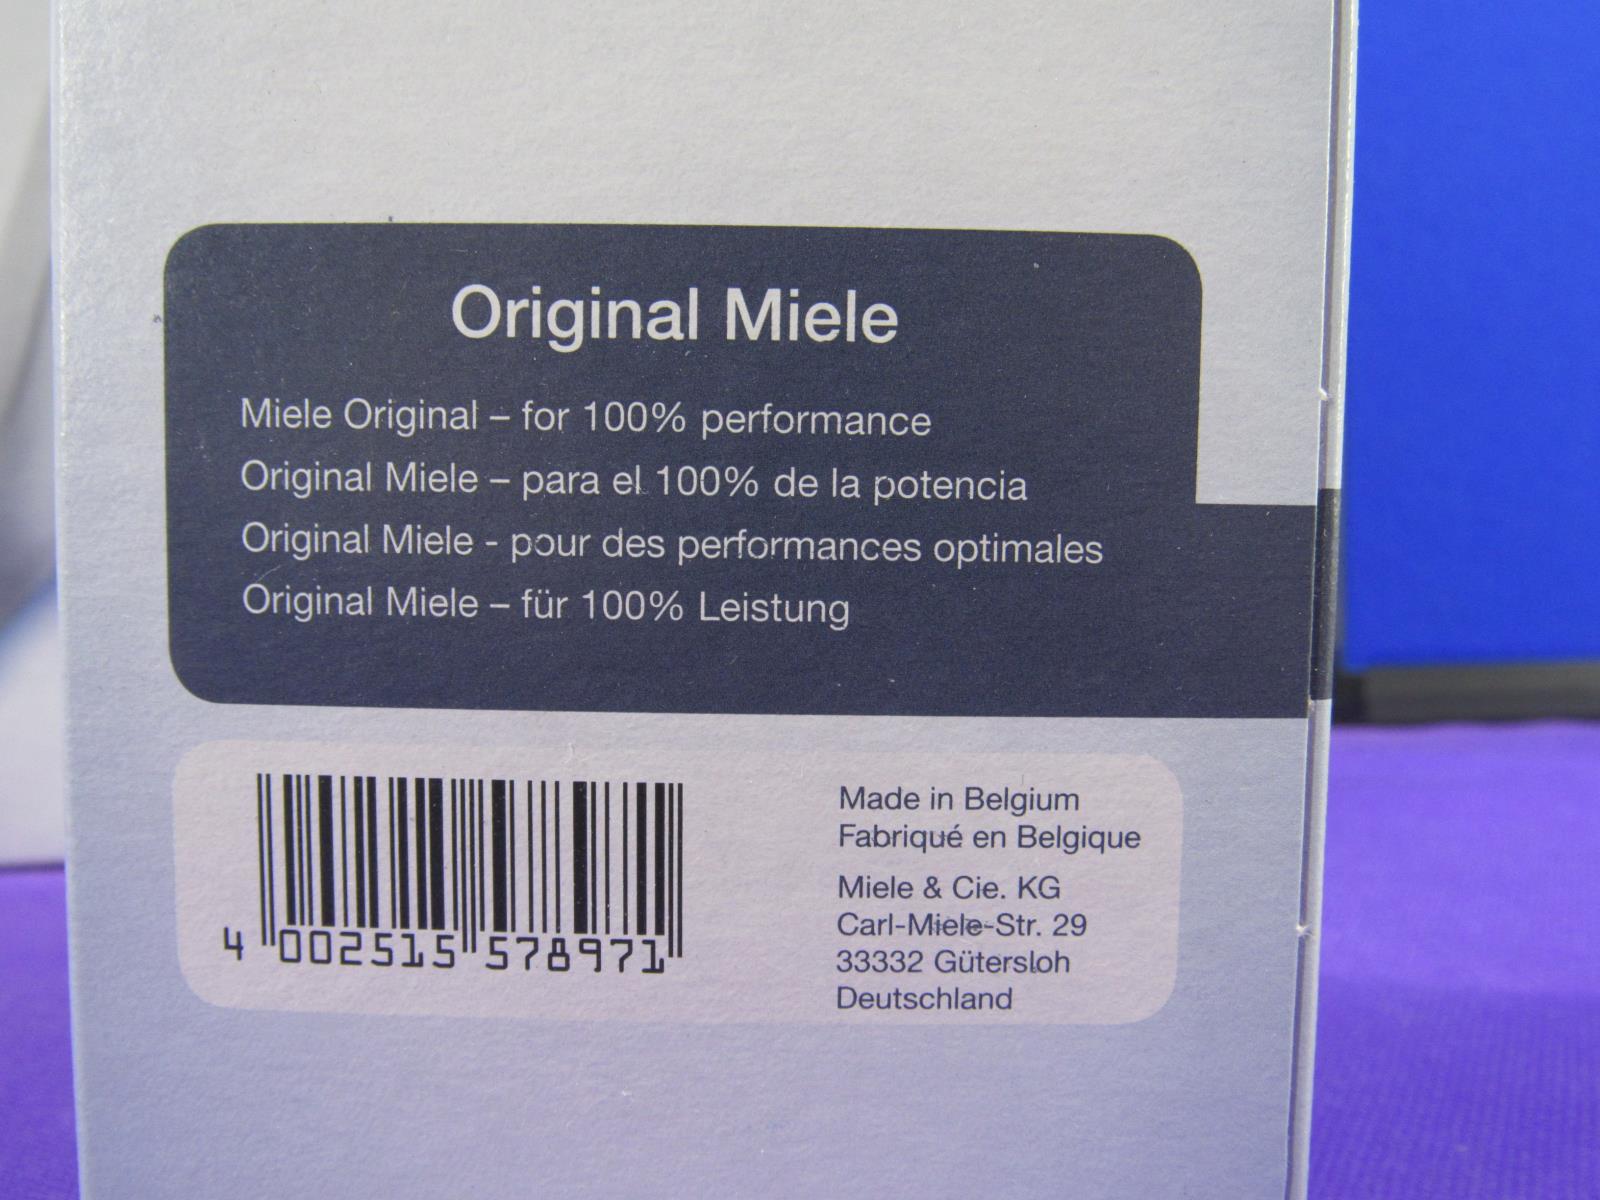 Original Miele
Miele Original – for 100% performance
Original Miele – para el 100% de la potencia
Original Miele - pour des performances optimales
Original Miele – für 100% Leistung
4 002515 578971
Made in Belgium
Fabriqué en Belgique
Miele & Cie. KG
Carl-Miele-Str. 29
33332 Gütersloh
Deutschland